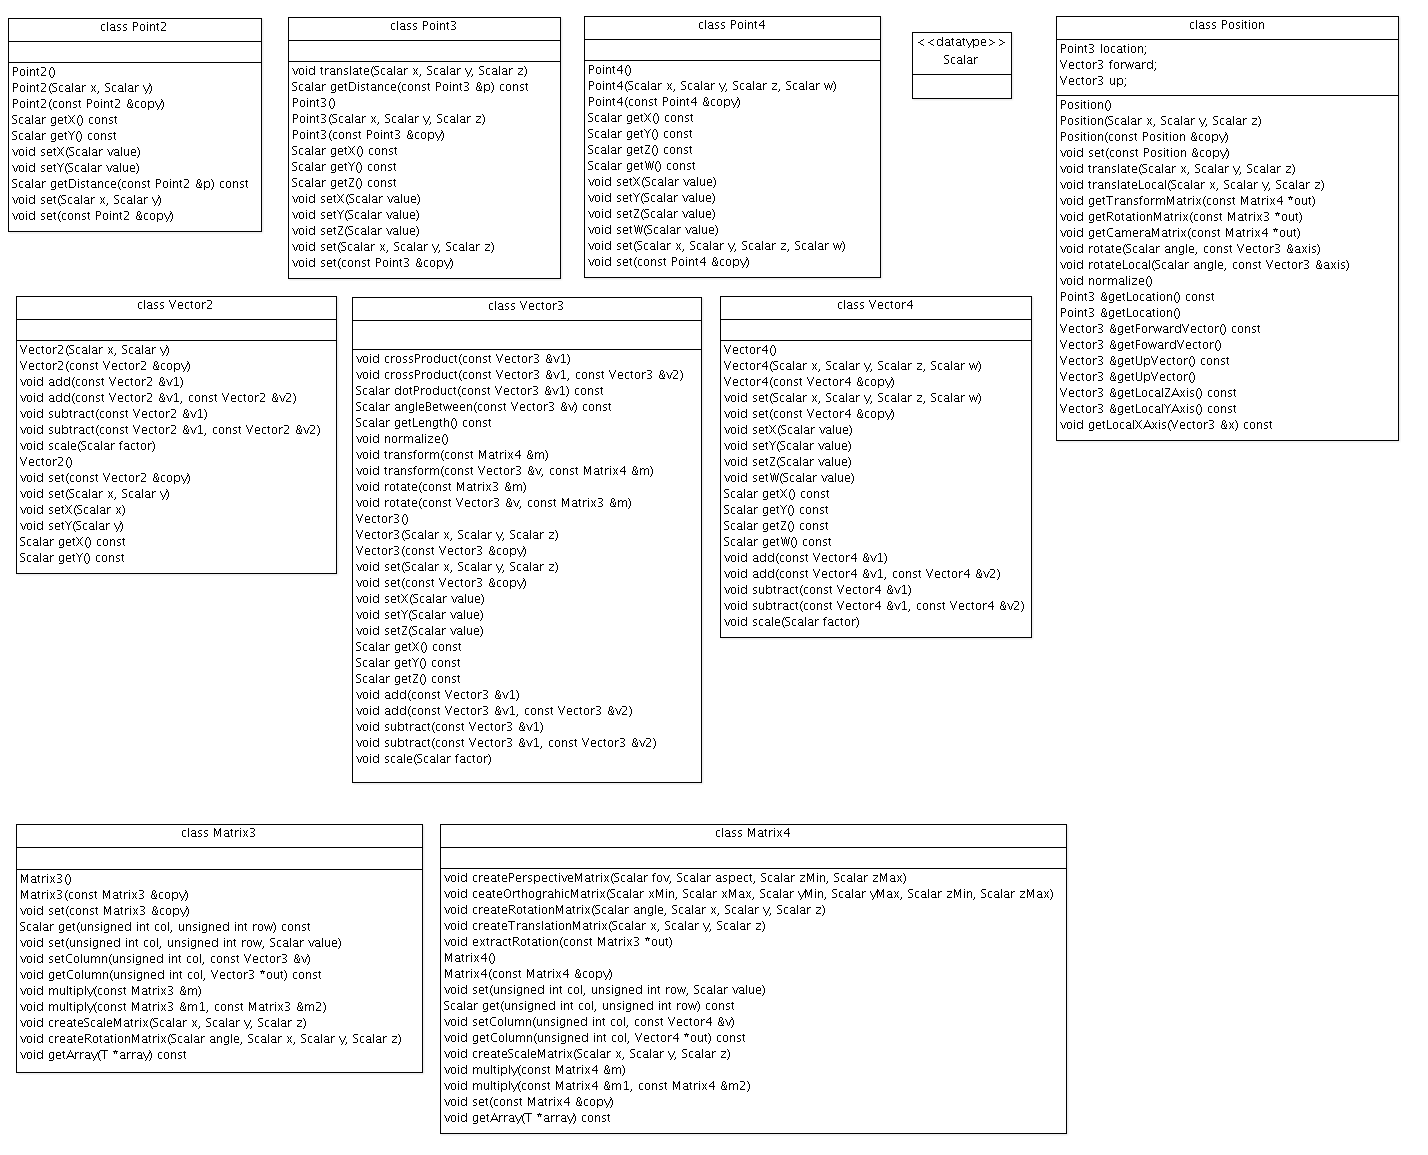 class Point2
Point2()
Point2(Scalar x, Scalar y)
Point2(const Point2 &copy)
Scalar getX() const
Scalar getY() const
void setX(Scalar value)
void setY(Scalar value)
Scalar getDistance(const Point2 &p) const
void set(Scalar x, Scalar y)
void set(const Point2 &copy)
class Point3
void translate(Scalar x, Scalar y, Scalar z)
Scalar getDistance(const Point3 &p) const
Point3()
Point3(Scalar x, Scalar y, Scalar z)
Point3(const Point3 &copy)
Scalar getX() const
Scalar getY() const
Scalar getZ() const
void setX(Scalar value)
void setY(Scalar value)
void setZ(Scalar value)
void set(Scalar x, Scalar y, Scalar z)
void set(const Point3 &copy)
class Point4
Point4()
Point4(Scalar x, Scalar y, Scalar z, Scalar w)
Point4(const Point4 &copy)
Scalar getX() const
Scalar getY() const
Scalar getZ() const
Scalar getW() const
void setX(Scalar value)
void setY(Scalar value)
void setZ(Scalar value)
void setW(Scalar value)
void set(Scalar x, Scalar y, Scalar z, Scalar w)
void set(const Point4 &copy)
<<datatype>>
Scalar
class Position
Point3 location;
Vector3 forward;
Vector3 up;
Position()
Position(Scalar x, Scalar y, Scalar z)
Position(const Position &copy)
void set(const Position &copy)
void translate(Scalar x, Scalar y, Scalar z)
void translateLocal(Scalar x, Scalar y, Scalar z)
void getTransformMatrix(const Matrix4 *out)
void getRotationMatrix(const Matrix3 *out)
void getCameraMatrix(const Matrix4 *out)
void rotate(Scalar angle, const Vector3 &axis)
void rotateLocal(Scalar angle, const Vector3 &axis)
void normalize()
Point3 &getLocation() const
Point3 &getLocation()
Vector3 &getForwardVector() const
Vector3 &getFowardVector()
Vector3 &getUpVector() const
Vector3 &getUpVector()
Vector3 &getLocalZAxis() const
Vector3 &getLocalYAxis() const
void getLocalXAxis(Vector3 &x) const
class Vector2
Vector2(Scalar x, Scalar y)
Vector2(const Vector2 &copy)
void add(const Vector2 &v1)
void add(const Vector2 &v1, const Vector2 &v2)
void subtract(const Vector2 &v1)
void subtract(const Vector2 &v1, const Vector2 &v2)
void scale(Scalar factor)
Vector2()
void set(const Vector2 &copy)
void set(Scalar x, Scalar y)
void setX(Scalar x)
void setY(Scalar y)
Scalar getX() const
Scalar getY() const
class Vector3
void crossProduct(const Vector3 &v1)
void crossProduct(const Vector3 &v1, const Vector3 &v2)
Scalar dotProduct(const Vector3 &v1) const
Scalar angleBetween(const Vector3 &v) const
Scalar getLength() const
void normalize()
void transform(const Matrix4 &m)
void transform(const Vector3 &v, const Matrix4 &m)
void rotate(const Matrix3 &m)
void rotate(const Vector3 &v, const Matrix3 &m)
Vector3()
Vector3(Scalar x, Scalar y, Scalar z)
Vector3(const Vector3 &copy)
void set(Scalar x, Scalar y, Scalar z)
void set(const Vector3 &copy)
void setX(Scalar value)
void setY(Scalar value)
void setZ(Scalar value)
Scalar getX() const
Scalar getY() const
Scalar getZ() const
void add(const Vector3 &v1)
void add(const Vector3 &v1, const Vector3 &v2)
void subtract(const Vector3 &v1)
void subtract(const Vector3 &v1, const Vector3 &v2)
void scale(Scalar factor)
class Vector4
Vector4()
Vector4(Scalar x, Scalar y, Scalar z, Scalar w)
Vector4(const Vector4 &copy)
void set(Scalar x, Scalar y, Scalar z, Scalar w)
void set(const Vector4 &copy)
void setX(Scalar value)
void setY(Scalar value)
void setZ(Scalar value)
void setW(Scalar value)
Scalar getX() const
Scalar getY() const
Scalar getZ() const
Scalar getW() const
void add(const Vector4 &v1)
void add(const Vector4 &v1, const Vector4 &v2)
void subtract(const Vector4 &v1)
void subtract(const Vector4 &v1, const Vector4 &v2)
void scale(Scalar factor)
class Matrix3
Matrix3()
Matrix3(const Matrix3 &copy)
void set(const Matrix3 &copy)
Scalar get(unsigned int col, unsigned int row) const
void set(unsigned int col, unsigned int row, Scalar value)
void setColumn(unsigned int col, const Vector3 &v)
void getColumn(unsigned int col, Vector3 *out) const
void multiply(const Matrix3 &m)
void multiply(const Matrix3 &m1, const Matrix3 &m2)
void createScaleMatrix(Scalar x, Scalar y, Scalar z)
void createRotationMatrix(Scalar angle, Scalar x, Scalar y, Scalar z)
void getArray(T *array) const
class Matrix4
void createPerspectiveMatrix(Scalar fov, Scalar aspect, Scalar zMin, Scalar zMax)
void ceateOrthograhicMatrix(Scalar xMin, Scalar xMax, Scalar yMin, Scalar yMax, Scalar zMin, Scalar zMax)
void createRotationMatrix(Scalar angle, Scalar x, Scalar y, Scalar z)
void createTranslationMatrix(Scalar x, Scalar y, Scalar z)
void extractRotation(const Matrix3 *out)
Matrix4()
Matrix4(const Matrix4 &copy)
void set(unsigned int col, unsigned int row, Scalar value)
Scalar get(unsigned int col, unsigned int row) const
void setColumn(unsigned int col, const Vector4 &v)
void getColumn(unsigned int col, Vector4 *out) const
void createScaleMatrix(Scalar x, Scalar y, Scalar z)
void multiply(const Matrix4 &m)
void multiply(const Matrix4 &m1, const Matrix4 &m2)
void set(const Matrix4 &copy)
void getArray(T *array) const